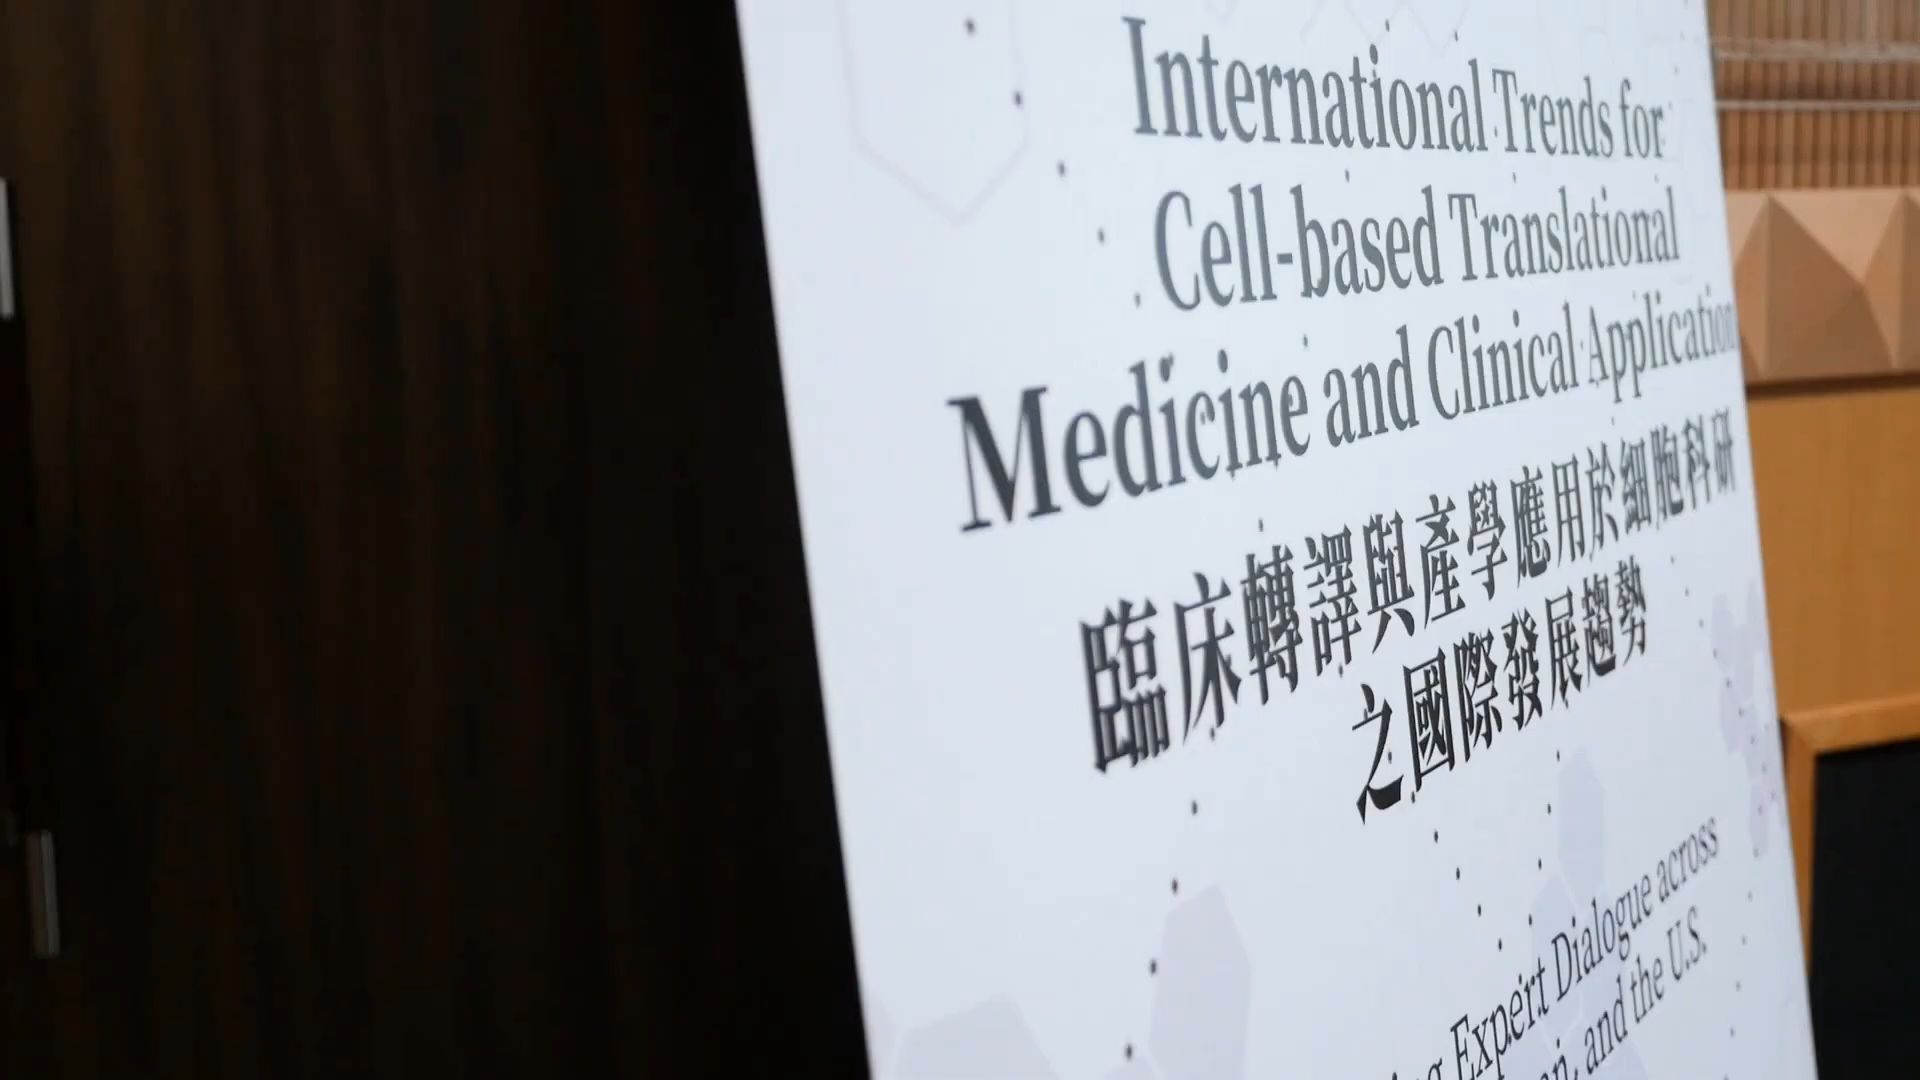 International Trends for
Cell-based Translational
Medicine and Clinical Application
臨床轉譯與產學應用於細胞科研
之國際發展趨勢
Expert Dialogue across
and the U.S.